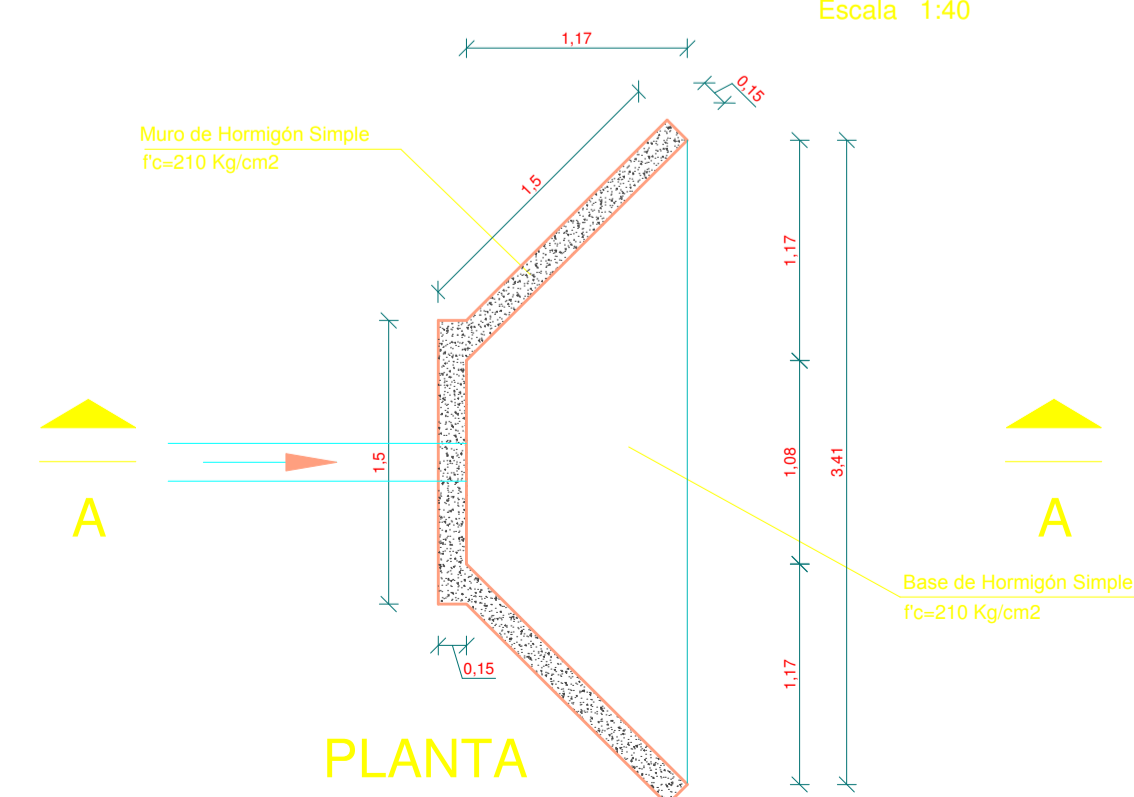 Escala 1:40
1,17
0,15
Muro de Hormigón Simple
f'c=210 Kg/cm2
1,5
1,17
1,5
1,08
3,41
A
A
Base de Hormigón Simple
f'c=210 Kg/cm2
0,15
1,17
PLANTA